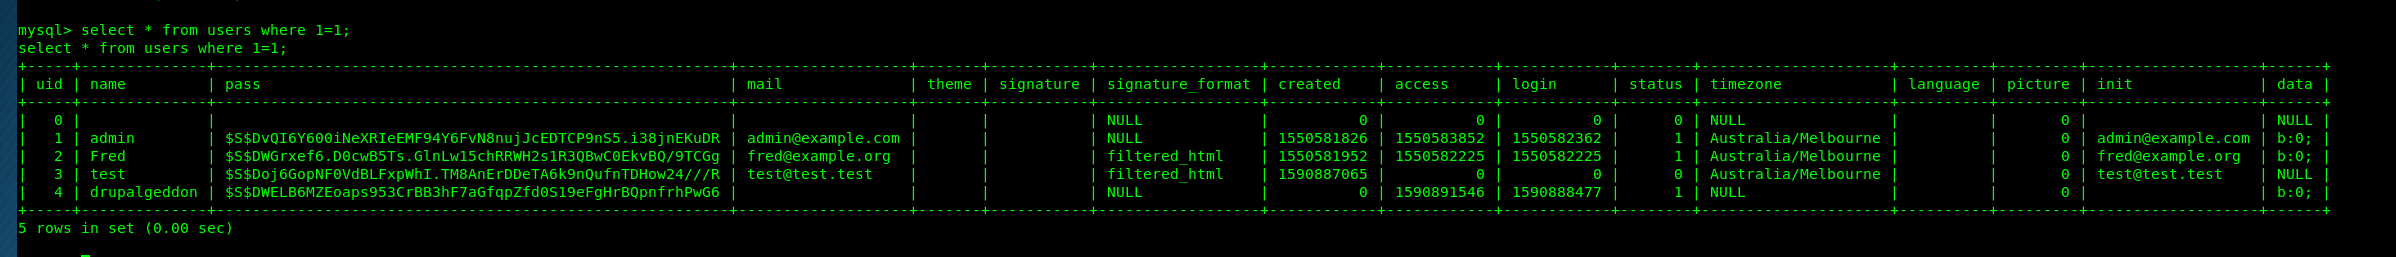 mysql> select * from users where 1=1;
select * from users where 1=1;
+-----+--------------+---------------------------------------------------------+-------------------+-------+-----------+------------------+------------+------------+------------+--------+---------------------+----------+---------+-------------------+------+
| uid | name         | pass                                                    | mail              | theme | signature | signature_format | created    | access     | login      | status | timezone            | language | picture | init              | data |
+-----+--------------+---------------------------------------------------------+-------------------+-------+-----------+------------------+------------+------------+------------+--------+---------------------+----------+---------+-------------------+------+
|   0 |              |                                                         |                   |       |           | NULL             |          0 |          0 |          0 |      0 | NULL                |          |       0 |                   | NULL |
|   1 | admin        | $S$DvQI6Y600iNeXRIeEMF94Y6FvN8nujJcEDTCP9nS5.i38jnEKuDR | admin@example.com |       |           | NULL             | 1550581826 | 1550583852 | 1550582362 |      1 | Australia/Melbourne |          |       0 | admin@example.com | b:0; |
|   2 | Fred         | $S$DWGrxef6.D0cwB5Ts.GlnLw15chRRWH2s1R3QBwC0EkvBQ/9TCGg | fred@example.org  |       |           | filtered_html    | 1550581952 | 1550582225 | 1550582225 |      1 | Australia/Melbourne |          |       0 | fred@example.org  | b:0; |
|   3 | test         | $S$Doj6GopNF0VdBLFxpWhI.TM8AnErDDeTA6k9nQufnTDHow24///R | test@test.test    |       |           | filtered_html    | 1590887065 |          0 |          0 |      0 | Australia/Melbourne |          |       0 | test@test.test    | NULL |
|   4 | drupalgeddon | $S$DWELB6MZEoaps953CrBB3hF7aGfqpZfd0S19eFgHrBQpnfrhPwG6 |                   |       |           | NULL             |          0 | 1590891546 | 1590888477 |      1 | NULL                |          |       0 |                   | b:0; |
+-----+--------------+---------------------------------------------------------+-------------------+-------+-----------+------------------+------------+------------+------------+--------+---------------------+----------+---------+-------------------+------+
5 rows in set (0.00 sec)